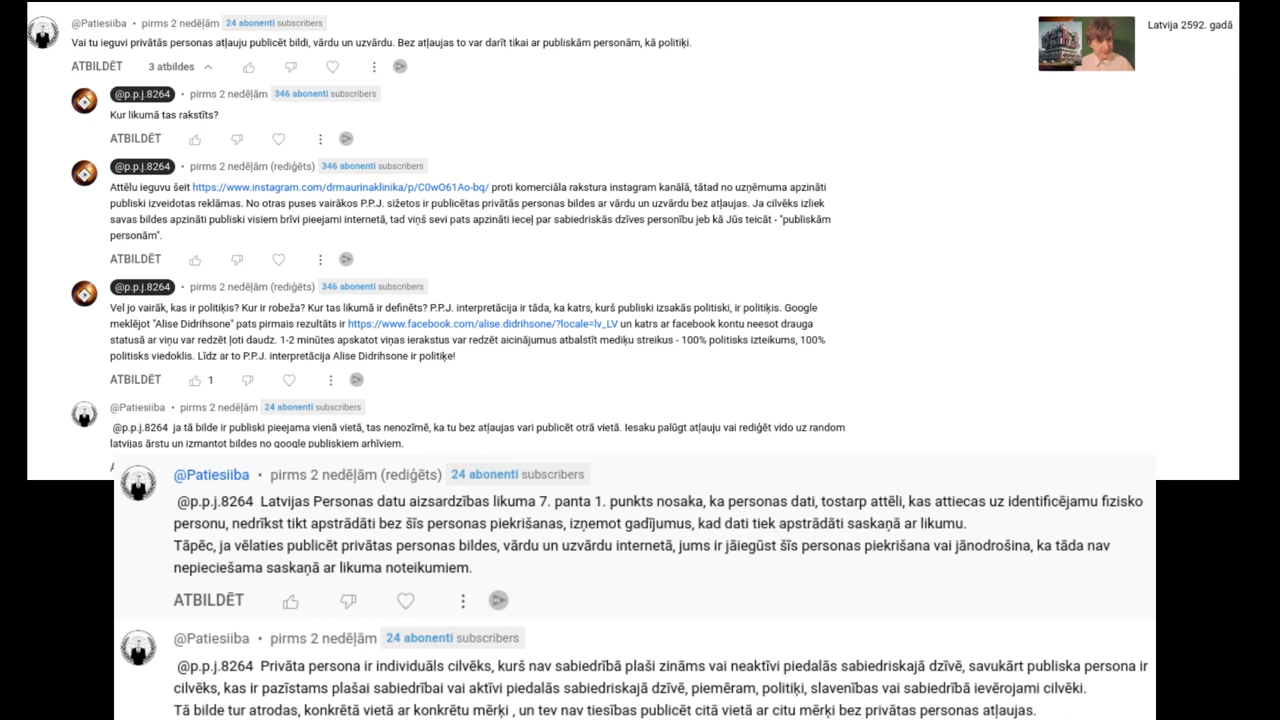 @Patiesiiba • pirms 2 nedēļām 24 abonenti subscribers
Vai tu ieguvi privātās personas atļauju publicēt bildi, vārdu un uzvārdu. Bez atļaujas to var darīt tikai ar publiskām personām, kā politiķi.
ATBILDĒT 3 atbildes
Latvija 2592. gadā
@p.p.j.8264 • pirms 2 nedēļām 346 abonenti subscribers
Kur likumā tas rakstīts?
ATBILDĒT
@p.p.j.8264 • pirms 2 nedēļām (rediģēts) 346 abonenti subscribers
Attēlu ieguvu šeit https://www.instagram.com/drmaurinaklinika/p/C0wO61Ao-bq/ proti komerciāla rakstura instagram kanālā, tātad no uzņēmuma apzināti
publiski izveidotas reklāmas. No otras puses vairākos P.P.J. sižetos ir publicētas privātās personas bildes ar vārdu un uzvārdu bez atļaujas. Ja cilvēks izliek
savas bildes apzināti publiski visiem brīvi pieejami internetā, tad viņš sevi pats apzināti ieceļ par sabiedriskās dzīves personību jeb kā Jūs teicāt - "publiskām
personām".
ATBILDĒT
@p.p.j.8264 • pirms 2 nedēļām (rediģēts) 346 abonenti subscribers
Vel jo vairāk, kas ir politiķis? Kur ir robeža? Kur tas likumā ir definēts? P.P.J. interpretācija ir tāda, ka katrs, kurš publiski izsakās politiski, ir politiķis. Google
meklējot "Alise Didrihsone" pats pirmais rezultāts ir https://www.facebook.com/alise.didrihsone/?locale=lv_LV un katrs ar facebook kontu neesot drauga
statusā ar viņu var redzēt ļoti daudz. 1-2 minūtes apskatot viņas ierakstus var redzēt aicinājumus atbalstīt mediķu streikus - 100% politisks izteikums, 100%
politisks viedoklis. Līdz ar to P.P.J. interpretācijā Alise Didrihsone ir politiķe!
ATBILDĒT 1
@Patiesiiba • pirms 2 nedēļām 24 abonenti subscribers
@p.p.j.8264 ja tā bilde ir publiski pieejama vienā vietā, tas nenozīmē, ka tu bez atļaujas vari publicēt otrā vietā. Iesaku palūgt atļauju vai rediģēt vido uz random
latvijas ārstu un izmantot bildes no google publiskiem arhīviem.
@Patiesiiba • pirms 2 nedēļām (rediģēts) 24 abonenti subscribers
@p.p.j.8264 Latvijas Personas datu aizsardzības likuma 7. panta 1. punkts nosaka, ka personas dati, tostarp attēli, kas attiecas uz identificējamu fizisko
personu, nedrīkst tikt apstrādāti bez šīs personas piekrišanas, izņemot gadījumus, kad dati tiek apstrādāti saskaņā ar likumu.
Tāpēc, ja vēlaties publicēt privātas personas bildes, vārdu un uzvārdu internetā, jums ir jāiegūst šīs personas piekrišana vai jānodrošina, ka tāda nav
nepieciešama saskaņā ar likuma noteikumiem.
ATBILDĒT
@Patiesiiba • pirms 2 nedēļām 24 abonenti subscribers
@p.p.j.8264 Privāta persona ir individuāls cilvēks, kurš nav sabiedrībā plaši zināms vai neaktīvi piedalās sabiedriskajā dzīvē, savukārt publiska persona ir
cilvēks, kas ir pazīstams plašai sabiedrībai vai aktīvi piedalās sabiedriskajā dzīvē, piemēram, politiķi, slavenības vai sabiedrībā ievērojami cilvēki.
Tā bilde tur atrodas, konkrētā vietā ar konkrētu mērķi , un tev nav tiesības publicēt citā vietā ar citu mērķi bez privātas personas atļaujas.